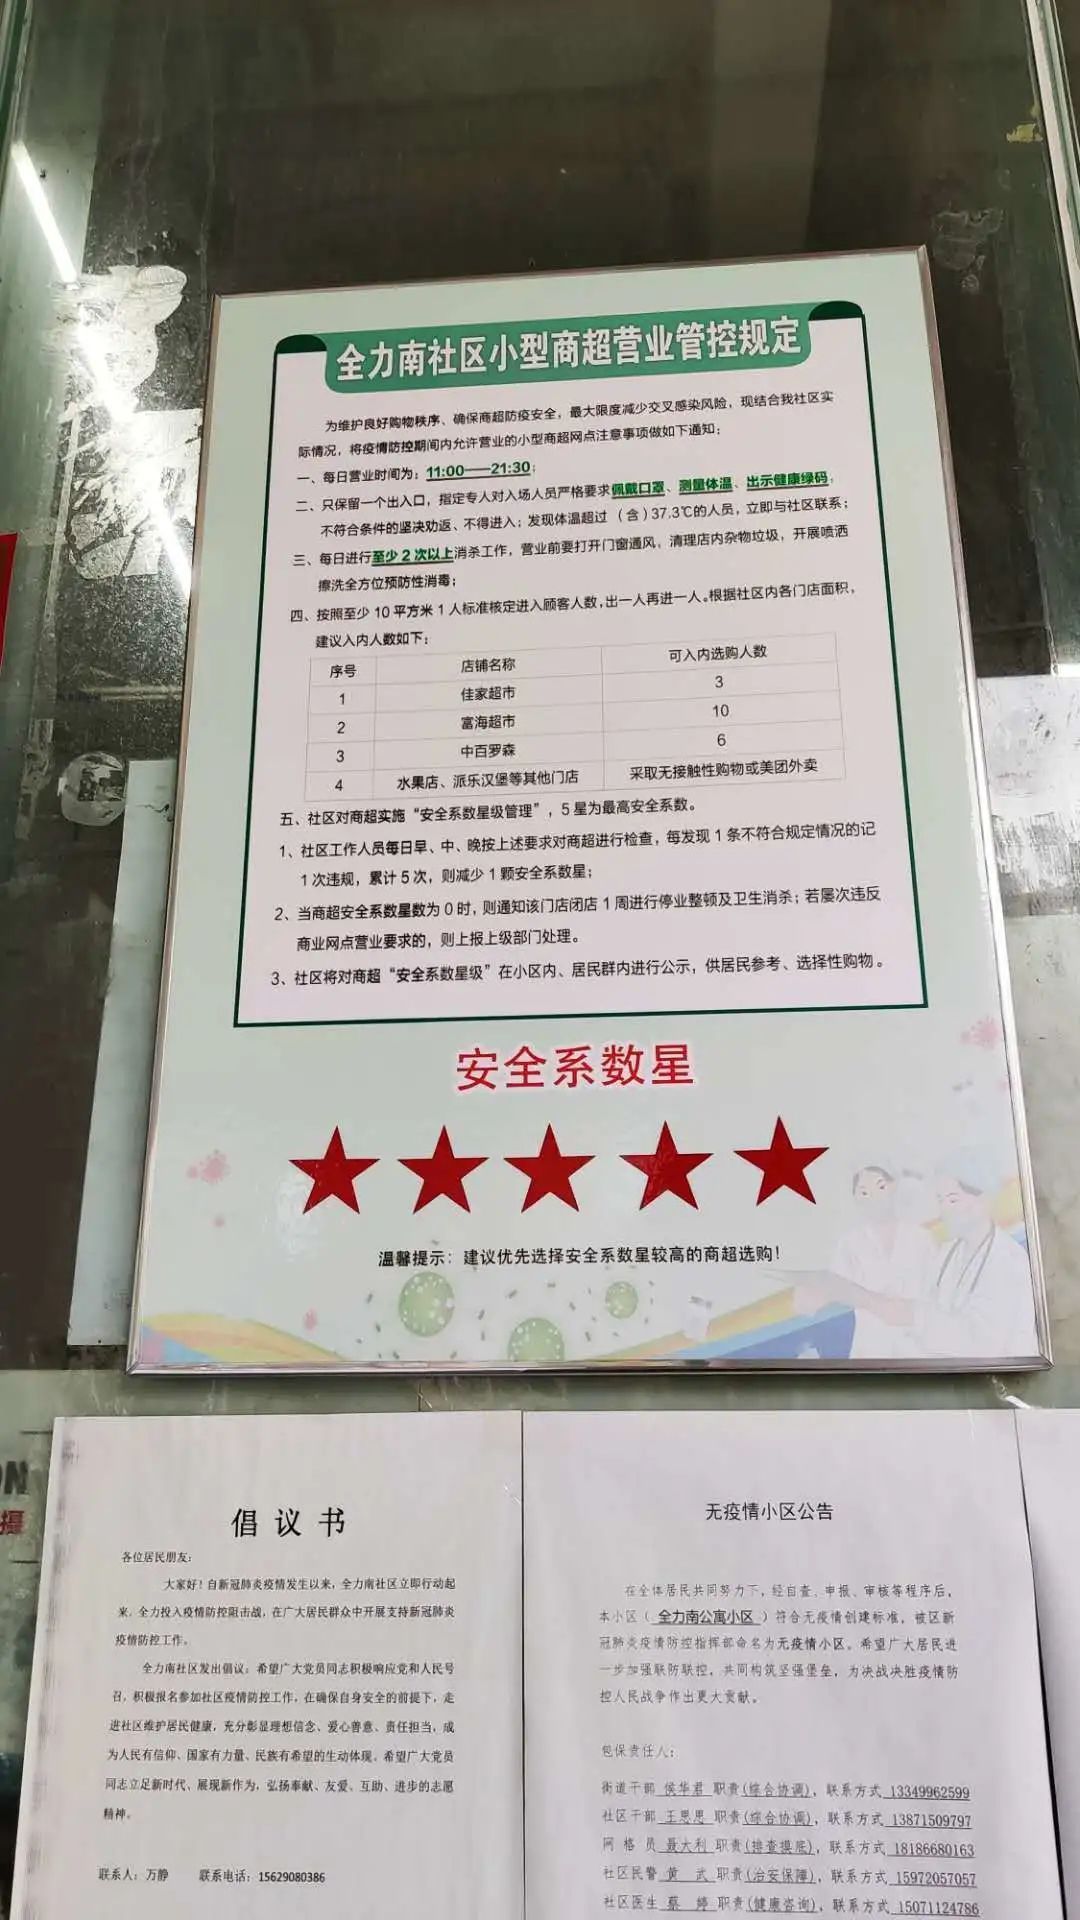 全力南社区小型商超营业管控规定
为维护良好购物秩序、确保商超防疫安全，最大限度减少交叉感染风险，现结合我社区实
际情况，将疫情防控期间内允许营业的小型商超网点注意事项做如下通知：
一、每日营业时间为：11:00——21:30；
二、只保留一个出入口，指定专人对入场人员严格要求佩戴口罩、测量体温、出示健康绿码，
不符合条件的坚决劝返、不得进入；发现体温超过（含）37.3℃的人员，立即与社区联系；
三、每日进行至少2次以上消杀工作，营业前要打开门窗通风，清理店内杂物垃圾，开展喷洒
擦洗全方位预防性消毒；
四、按照至少10平方米1人标准核定进入顾客人数，出一人再进一人。根据社区内各门店面积，
建议入内人数如下：
序号 店铺名称 可入内选购人数
1 佳家超市 3
2 富海超市 10
3 中百罗森 6
4 水果店、派乐汉堡等其他门店 采取无接触性购物或美团外卖
五、社区对商超实施“安全系数星级管理”，5星为最高安全系数。
1、社区工作人员每日早、中、晚按上述要求对商超进行检查，每发现1条不符合规定情况的记
1次违规，累计5次，则减少1颗安全系数星；
2、当商超安全系数星数为0时，则通知该门店闭店1周进行停业整顿及卫生消杀；若屡次违反
商业网点营业要求的，则上报上级部门处理。
3、社区将对商超“安全系数星级”在小区内、居民群内进行公示，供居民参考、选择性购物。
安全系数星
温馨提示：建议优先选择安全系数星较高的商超选购！
ON
摄
倡议书
各位居民朋友：
大家好！自新冠肺炎疫情发生以来，全力南社区立即行动起
来，全力投入疫情防控阻击战，在广大居民群众中开展支持新冠肺炎
疫情防控工作。
全力南社区发出倡议：希望广大党员同志积极响应党和人民号
召，积极报名参加社区疫情防控工作，在确保自身安全的前提下，走
进社区维护居民健康，充分彰显理想信念、爱心善意、责任担当，成
为人民有信仰、国家有力量、民族有希望的生动体现。希望广大党员
同志立足新时代、展现新作为，弘扬奉献、友爱、互助、进步的志愿
精神。
联系人：万静 联系电话：15629080386
无疫情小区公告
在全体居民共同努力下，经自查、申报、审核等程序后，
本小区（ 全力南公寓小区 ）符合无疫情创建标准，被区新
冠肺炎疫情防控指挥部命名为无疫情小区。希望广大居民进
一步加强联防联控，共同构筑坚强堡垒，为决战决胜疫情防
控人民战争作出更大贡献。
包保责任人：
街道干部 侯华君 职责(综合协调)，联系方式 13349962599
社区干部 王思思 职责(综合协调)，联系方式 13871509797
网格员 聂大利 职责(排查摸底)，联系方式 18186680163
社区民警 黄武 职责(治安保障)，联系方式 15972057057
社区医生 蔡婷 职责(健康咨询)，联系方式 15071124786